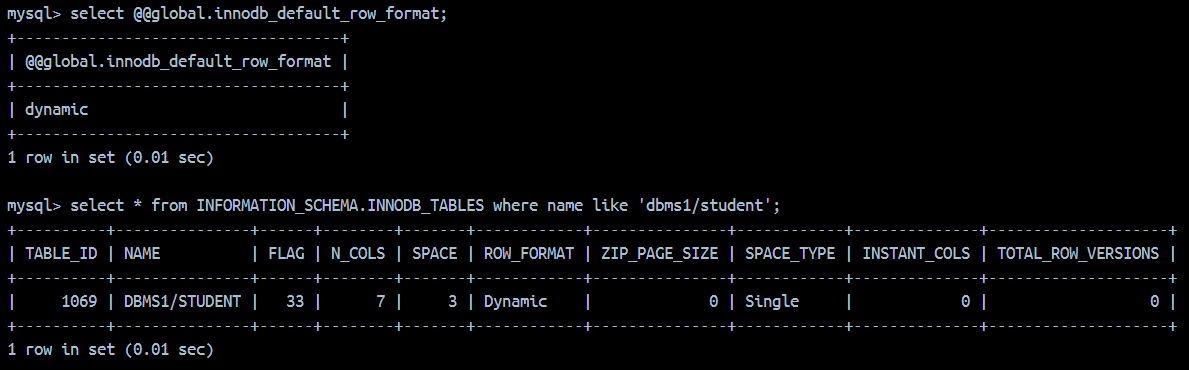 mysql> select @@global.innodb_default_row_format;
+------------------------------------+
| @@global.innodb_default_row_format |
+------------------------------------+
| dynamic                            |
+------------------------------------+
1 row in set (0.01 sec)

mysql> select * from INFORMATION_SCHEMA.INNODB_TABLES where name like 'dbms1/student';
+----------+---------------+------+--------+-------+------------+---------------+------------+--------------+--------------------+
| TABLE_ID | NAME          | FLAG | N_COLS | SPACE | ROW_FORMAT | ZIP_PAGE_SIZE | SPACE_TYPE | INSTANT_COLS | TOTAL_ROW_VERSIONS |
+----------+---------------+------+--------+-------+------------+---------------+------------+--------------+--------------------+
|     1069 | DBMS1/STUDENT |   33 |      7 |     3 | Dynamic    |             0 | Single     |            0 |                  0 |
+----------+---------------+------+--------+-------+------------+---------------+------------+--------------+--------------------+
1 row in set (0.01 sec)